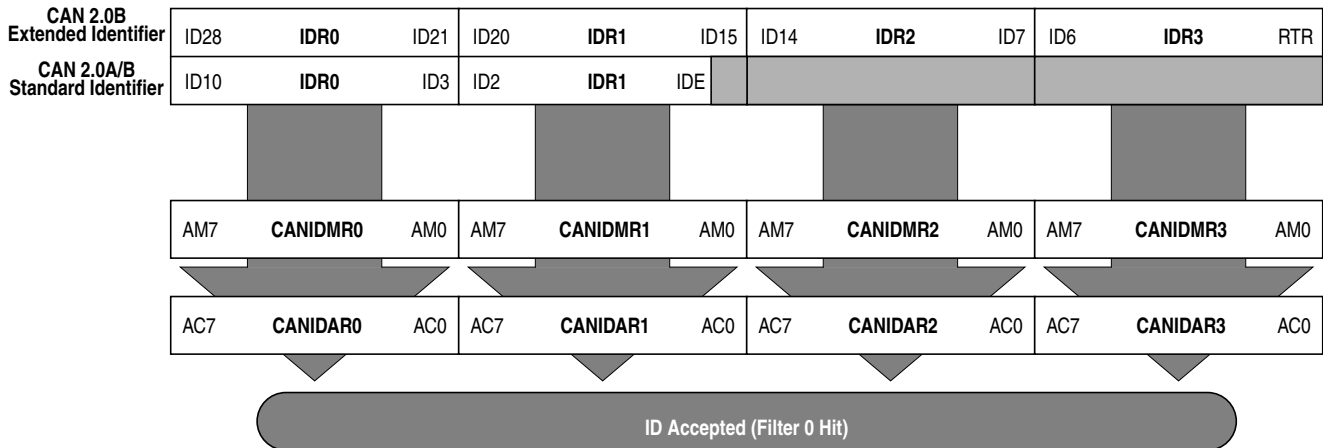 CAN 2.0B
Extended Identifier
ID28 IDR0 ID21 ID20 IDR1 ID15 ID14 IDR2 ID7 ID6 IDR3 RTR
CAN 2.0A/B
Standard Identifier
ID10 IDR0 ID3 ID2 IDR1 IDE
AM7 CANIDMR0 AM0 AM7 CANIDMR1 AM0 AM7 CANIDMR2 AM0 AM7 CANIDMR3 AM0
AC7 CANIDAR0 AC0 AC7 CANIDAR1 AC0 AC7 CANIDAR2 AC0 AC7 CANIDAR3 AC0
ID Accepted (Filter 0 Hit)